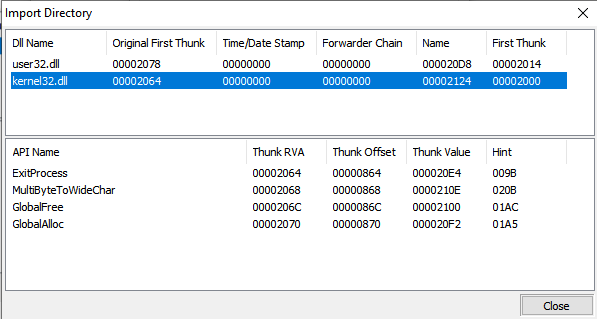 Import Directory
Dll Name Original First Thunk Time/Date Stamp Forwarder Chain Name First Thunk
user32.dll 00002078 00000000 00000000 000020D8 00002014
kernel32.dll 00002064 00000000 00000000 00002124 00002000
API Name Thunk RVA Thunk Offset Thunk Value Hint
ExitProcess 00002064 00000864 000020E4 009B
MultiByteToWideChar 00002068 00000868 0000210E 020B
GlobalFree 0000206C 0000086C 00002100 01AC
GlobalAlloc 00002070 00000870 000020F2 01A5
Close